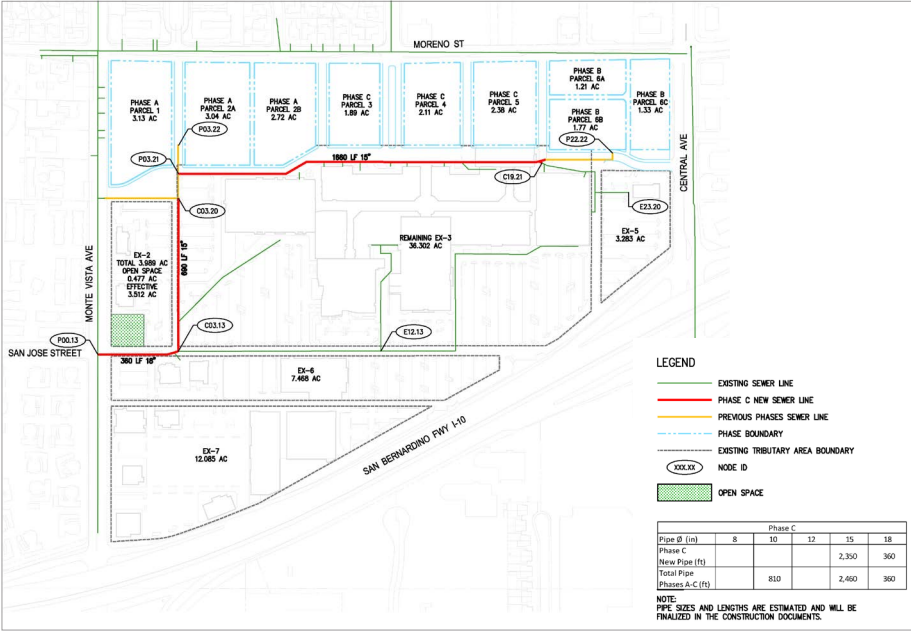 MORENO ST
PHASE A
PARCEL 1
3.13 AC
PHASE A
PARCEL 2A
3.04 AC
PHASE A
PARCEL 2B
2.72 AC
PHASE C
PARCEL 3
1.89 AC
PHASE C
PARCEL 4
2.11 AC
PHASE C
PARCEL 5
2.38 AC
PHASE B
PARCEL 6A
1.21 AC
PHASE B
PARCEL 6B
1.77 AC
PHASE B
PARCEL 6C
1.33 AC
P03.22
P22.22
P03.21
1660 LF 15"
C19.21
CENTRAL AVE
C03.20
E23.20
MONTE VISTA AVE
EX-2
TOTAL 3.989 AC
OPEN SPACE
0.477 AC
EFFECTIVE
3.512 AC
690 LF 15"
REMAINING EX-3
36.302 AC
EX-5
3.283 AC
P00.13
C03.13
E12.13
SAN JOSE STREET
360 LF 18"
EX-6
7.468 AC
EX-7
12.085 AC
SAN BERNARDINO FWY I-10
LEGEND
EXISTING SEWER LINE
PHASE C NEW SEWER LINE
PREVIOUS PHASES SEWER LINE
PHASE BOUNDARY
EXISTING TRIBUTARY AREA BOUNDARY
XXX.XX NODE ID
OPEN SPACE
Phase C
Pipe Ø (in) 8 10 12 15 18
Phase C
New Pipe (ft) 2,350 360
Total Pipe
Phases A-C (ft) 810 2,460 360
NOTE:
PIPE SIZES AND LENGTHS ARE ESTIMATED AND WILL BE
FINALIZED IN THE CONSTRUCTION DOCUMENTS.